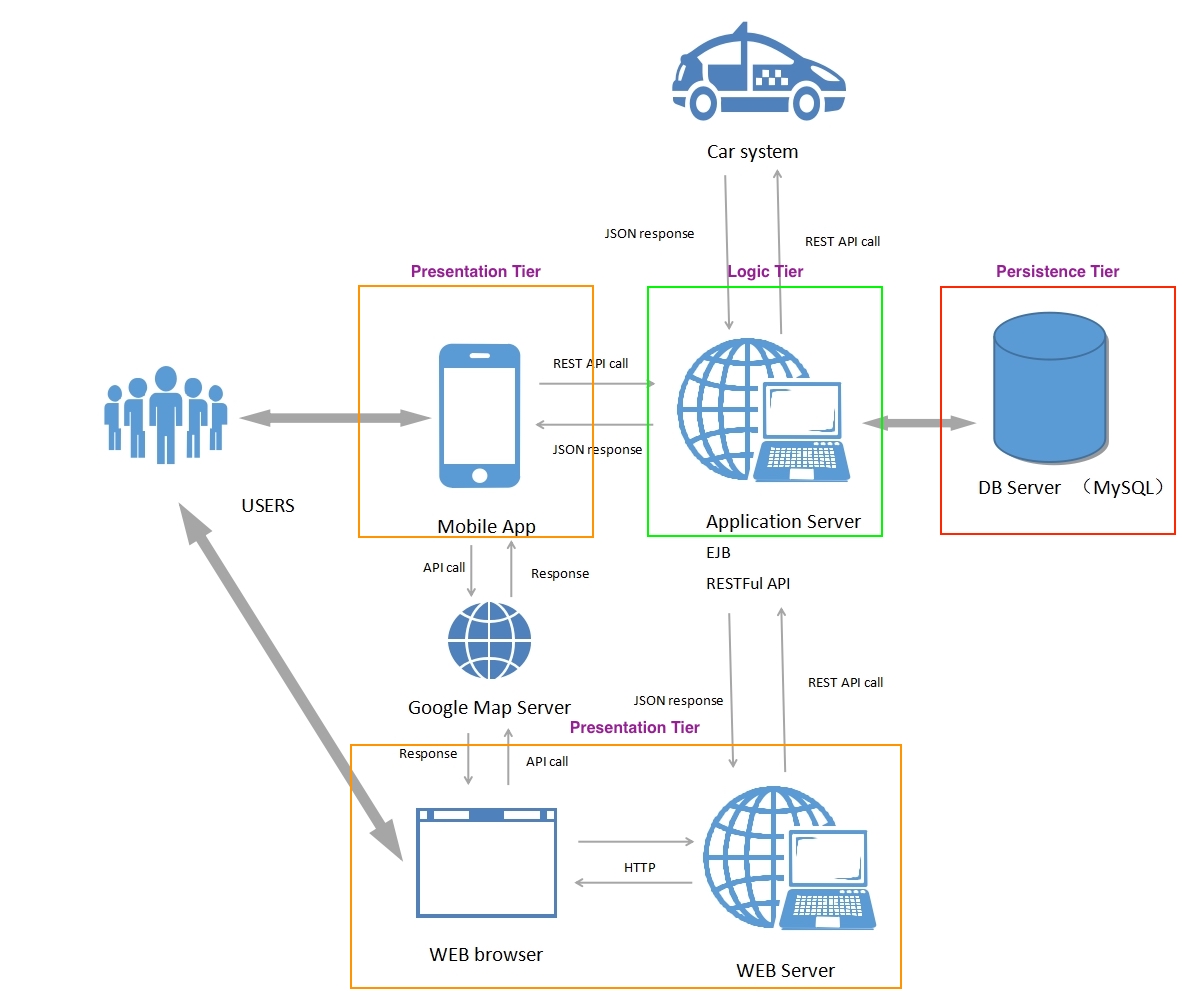 Car system
JSON response
REST API call
Presentation Tier
Logic Tier
Persistence Tier
REST API call
JSON response
USERS
Mobile App
Application Server
DB Server （MySQL）
EJB
RESTFul API
API call
Response
Google Map Server
JSON response
REST API call
Presentation Tier
Response
API call
HTTP
WEB browser
WEB Server